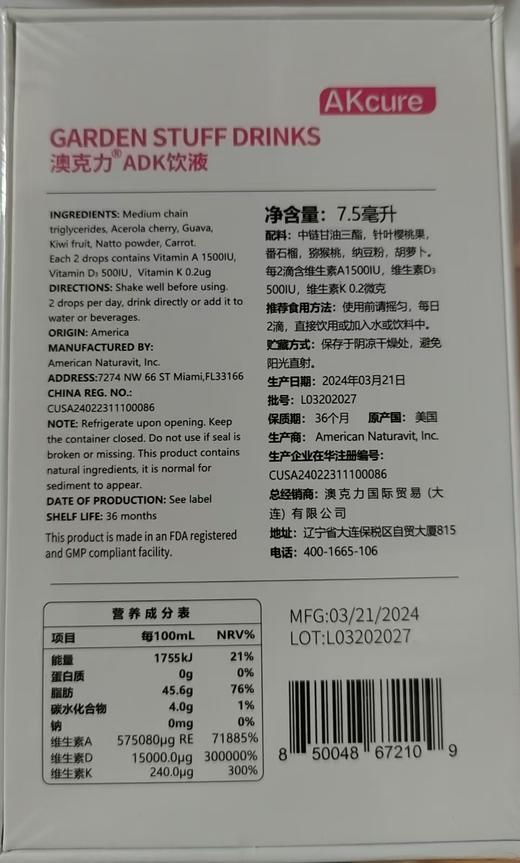 AKcure
GARDEN STUFF DRINKS
澳克力® ADK饮液
INGREDIENTS: Medium chain
triglycerides, Acerola cherry, Guava,
Kiwi fruit, Natto powder, Carrot.
Each 2 drops contains Vitamin A 1500IU,
Vitamin D₃ 500IU, Vitamin K 0.2ug
DIRECTIONS: Shake well before using.
2 drops per day, drink directly or add it to
water or beverages.
ORIGIN: America
MANUFACTURED BY:
American Naturavit, Inc.
ADDRESS:7274 NW 66 ST Miami,FL33166
CHINA REG. NO.:
CUSA24022311100086
NOTE: Refrigerate upon opening. Keep
the container closed. Do not use if seal is
broken or missing. This product contains
natural ingredients, it is normal for
sediment to appear.
DATE OF PRODUCTION: See label
SHELF LIFE: 36 months
This product is made in an FDA registered
and GMP compliant facility.
净含量: 7.5毫升
配料: 中链甘油三酯, 针叶樱桃果,
番石榴, 猕猴桃, 纳豆粉, 胡萝卜。
每2滴含维生素A1500IU, 维生素D₃
500IU, 维生素K 0.2微克
推荐食用方法: 使用前请摇匀, 每日
2滴, 直接饮用或加入水或饮料中。
贮藏方式: 保存于阴凉干燥处, 避免
阳光直射。
生产日期: 2024年03月21日
批号: L03202027
保质期: 36个月 原产国: 美国
生产商: American Naturavit, Inc.
生产企业在华注册编号:
CUSA24022311100086
总经销商: 澳克力国际贸易 (大
连) 有限公司
地址: 辽宁省大连保税区自贸大厦815
电话: 400-1665-106
营养成分表
项目 每100mL NRV%
能量 1755kJ 21%
蛋白质 0g 0%
脂肪 45.6g 76%
碳水化合物 4.0g 1%
钠 0mg 0%
维生素A 575080μg RE 71885%
维生素D 15000.0μg 300000%
维生素K 240.0μg 300%
MFG:03/21/2024
LOT:L03202027
8 50048 67210 9